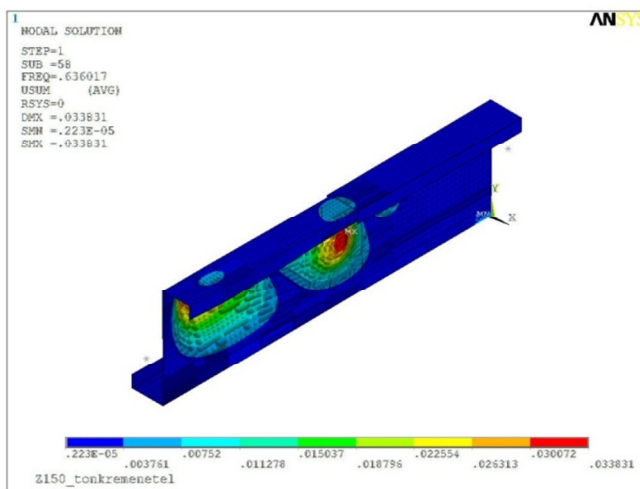 1
ANSYS
NODAL SOLUTION
STEP=1
SUB =58
FREQ=.636017
USUM (AVG)
RSYS=0
DMX =.033831
SMN =.223E-05
SMX =.033831
Y
X
MX
MN
.223E-05 .00752 .015037 .022554 .030072
.003761 .011278 .018796 .026313 .033831
Z150_tonkremenetel